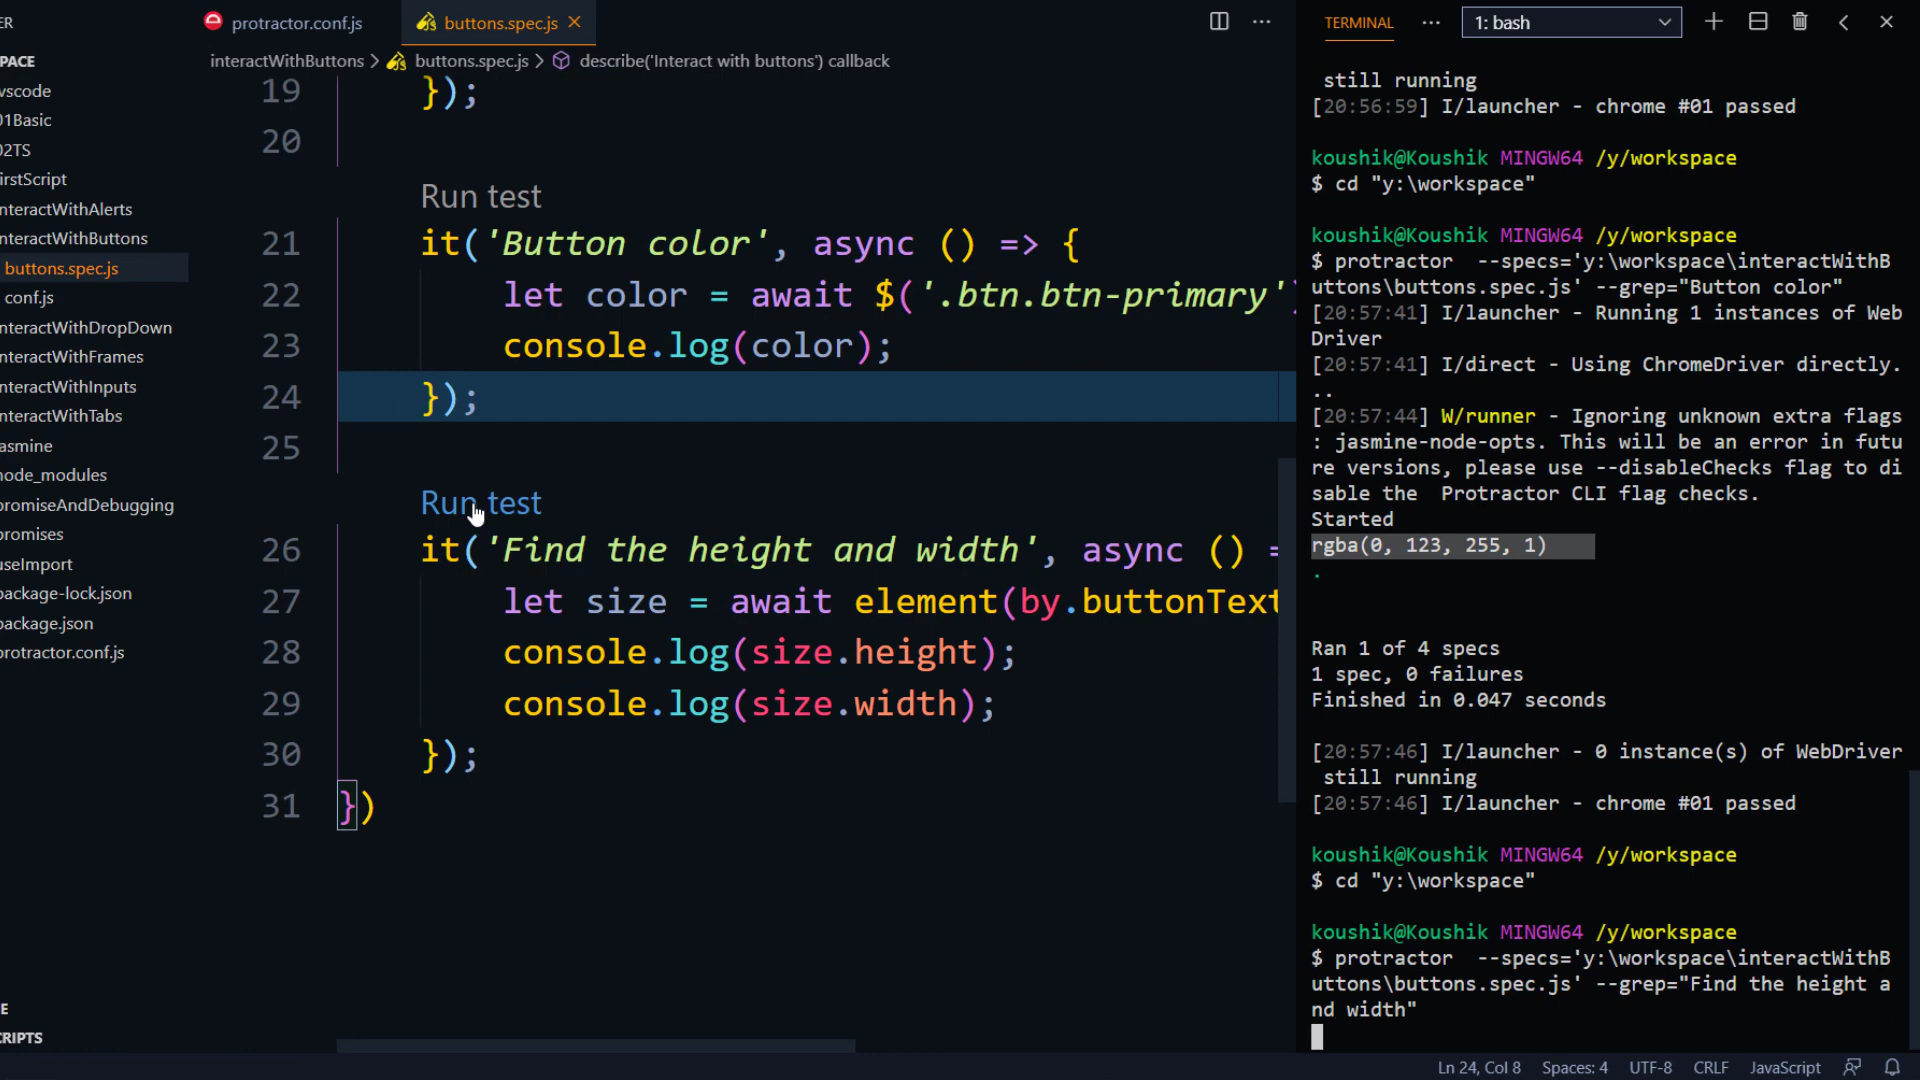 ER
PACE
vscode
01Basic
02TS
irstScript
nteractWithAlerts
nteractWithButtons
buttons.spec.js
conf.js
nteractWithDropDown
nteractWithFrames
nteractWithInputs
nteractWithTabs
asmine
node_modules
promiseAndDebugging
promises
useImport
package-lock.json
package.json
protractor.conf.js
E
CRIPTS
protractor.conf.js
buttons.spec.js
interactWithButtons > buttons.spec.js > describe('Interact with buttons') callback
19 });
20
Run test
21 it('Button color', async () => {
22 let color = await $('.btn.btn-primary')
23 console.log(color);
24 });
25
Run test
26 it('Find the height and width', async () =
27 let size = await element(by.buttonText
28 console.log(size.height);
29 console.log(size.width);
30 });
31 })
TERMINAL
1: bash
still running
[20:56:59] I/launcher - chrome #01 passed
koushik@Koushik MINGW64 /y/workspace
$ cd "y:\workspace"
koushik@Koushik MINGW64 /y/workspace
$ protractor  --specs='y:\workspace\interactWithB
uttons\buttons.spec.js' --grep="Button color"
[20:57:41] I/launcher - Running 1 instances of Web
Driver
[20:57:41] I/direct - Using ChromeDriver directly.
..
[20:57:44] W/runner - Ignoring unknown extra flags
: jasmine-node-opts. This will be an error in futu
re versions, please use --disableChecks flag to di
sable the  Protractor CLI flag checks.
Started
rgba(0, 123, 255, 1)
.
Ran 1 of 4 specs
1 spec, 0 failures
Finished in 0.047 seconds
[20:57:46] I/launcher - 0 instance(s) of WebDriver
still running
[20:57:46] I/launcher - chrome #01 passed
koushik@Koushik MINGW64 /y/workspace
$ cd "y:\workspace"
koushik@Koushik MINGW64 /y/workspace
$ protractor  --specs='y:\workspace\interactWithB
uttons\buttons.spec.js' --grep="Find the height a
nd width"
Ln 24, Col 8 Spaces: 4 UTF-8 CRLF JavaScript